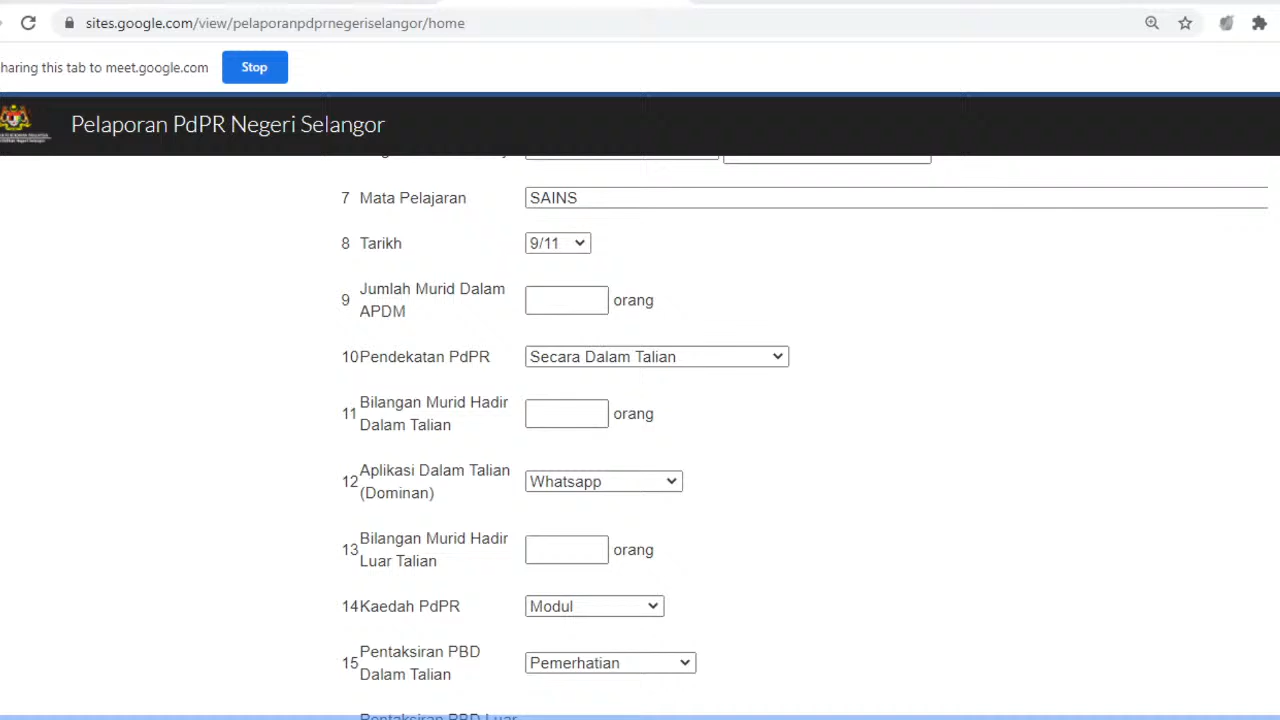 sites.google.com/view/pelaporanpdprnegeriselangor/home
haring this tab to meet.google.com Stop
Pelaporan PdPR Negeri Selangor
7 Mata Pelajaran SAINS
8 Tarikh 9/11
9 Jumlah Murid Dalam
APDM
orang
10 Pendekatan PdPR Secara Dalam Talian
11 Bilangan Murid Hadir
Dalam Talian
orang
12 Aplikasi Dalam Talian
(Dominan)
Whatsapp
13 Bilangan Murid Hadir
Luar Talian
orang
14 Kaedah PdPR Modul
15 Pentaksiran PBD
Dalam Talian
Pemerhatian
Pentaksiran PBD Luar